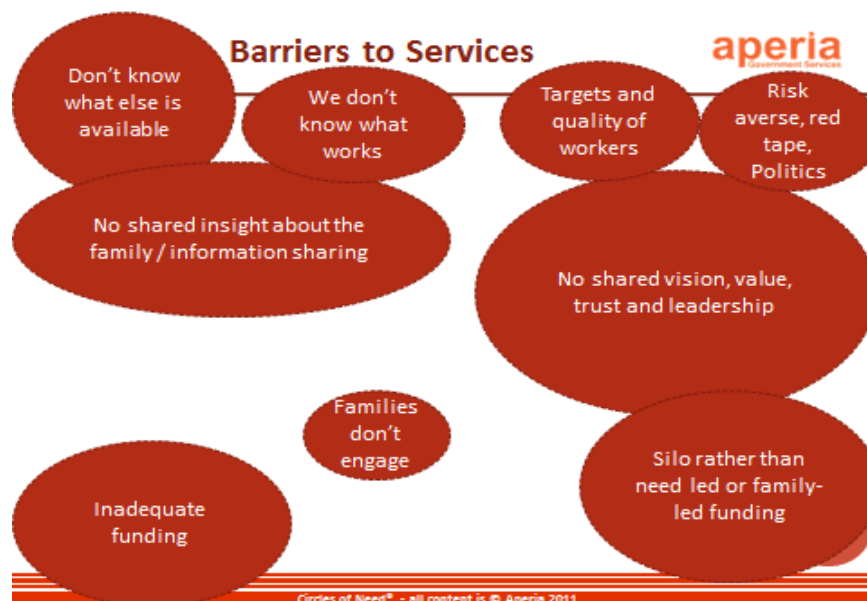 Barriers to Services
aperia
Government Services
Don't know
what else is
available
We don't
know what
works
Targets and
quality of
workers
Risk
averse, red
tape,
Politics
No shared insight about the
family / information sharing
No shared vision, value,
trust and leadership
Families
don't
engage
Inadequate
funding
Silo rather than
need led or family-
led funding
Circles of Need® - all content is © Aperia 2011